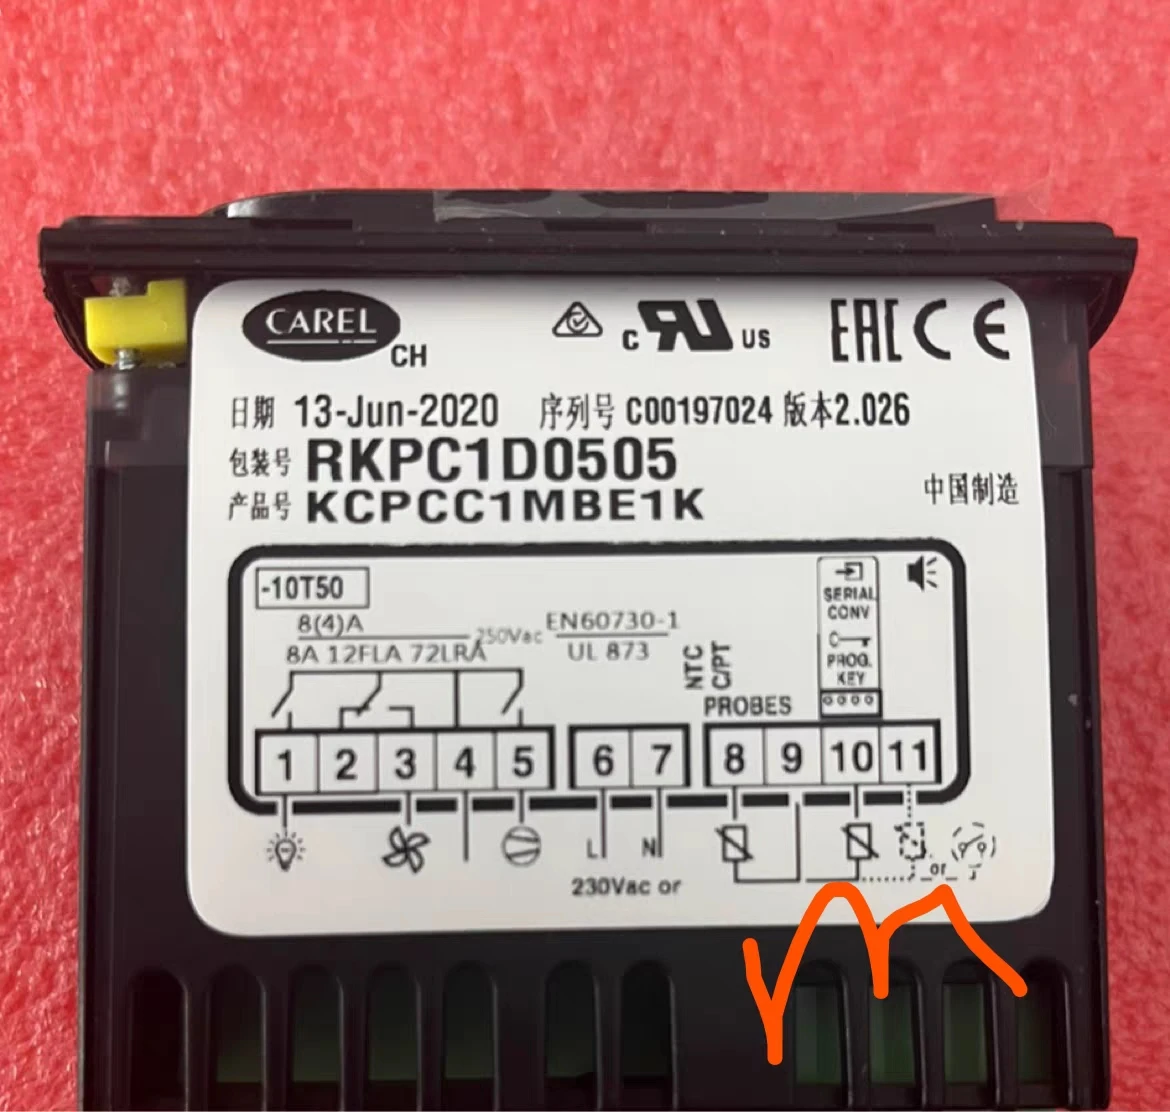 CAREL
CH
C US
EAC CE
日期 13-Jun-2020 序列号 C00197024 版本2.026
包装号 RKPC1D0505
产品号 KCPCC1MBE1K
中国制造
-10T50
8(4)A
8A 12FLA 72LRA
250Vac
EN60730-1
UL 873
NTC
C/PT
PROBES
SERIAL
CONV
PROG.
KEY
1 2 3 4 5 6 7 8 9 10 11
L N
or
230Vac or
m